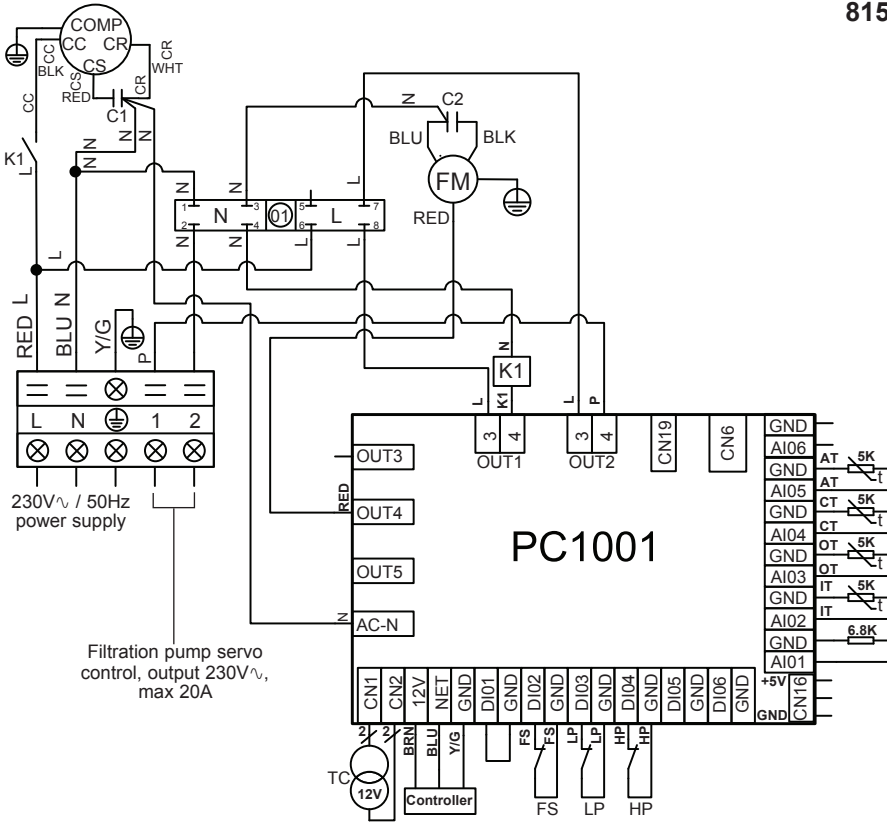 815
COMP
CC CR
CS
CC
BLK
CR
WHT
CS
RED
CR
C1
CC
N
N
N
N
N
K1
L
N
C2
BLU
BLK
FM
RED
N
N
L
1 3 5 7
N 01 L
2 4 6 8
N
N
L
L
L
RED L
BLU N
Y/G
P
N
K1
L
K1
L
P
L N 1 2
230V∿ / 50Hz
power supply
Filtration pump servo
control, output 230V∿,
max 20A
3 4
OUT1
3 4
OUT2
CN19
CN6
OUT3
RED
OUT4
OUT5
N
AC-N
PC1001
GND
AI06
GND
AT
5K
t
AI05
AT
GND
CT
5K
t
AI04
CT
GND
OT
5K
t
AI03
OT
GND
IT
5K
t
AI02
IT
GND
6.8K
AI01
+5V
CN16
GND
CN1
CN2
12V
NET
GND
DI01
GND
DI02
GND
DI03
GND
DI04
GND
DI05
GND
DI06
GND
2
2
BRN
BLU
Y/G
FS
FS
LP
LP
HP
HP
TC
12V
Controller
FS
LP
HP